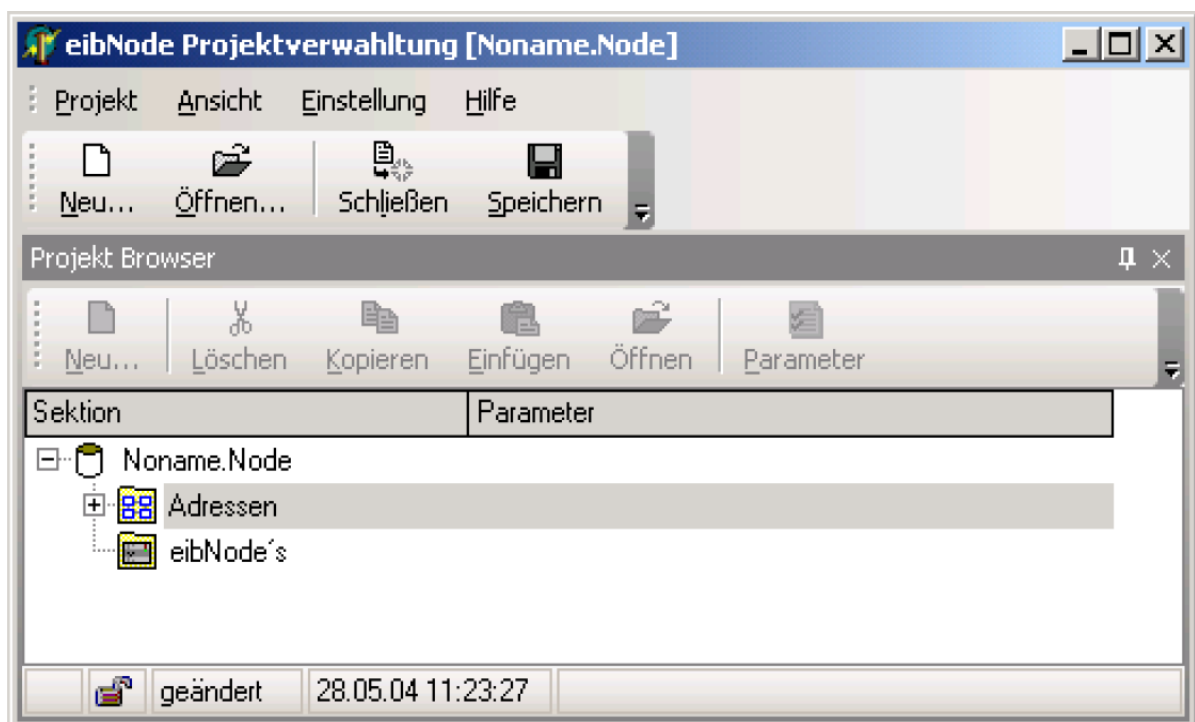 eibNode Projektverwahltung [Noname.Node]
Projekt Ansicht Einstellung Hilfe
Neu... Öffnen... Schließen Speichern
Projekt Browser
Neu... Löschen Kopieren Einfügen Öffnen Parameter
Sektion Parameter
Noname.Node
Adressen
eibNode´s
geändert 28.05.04 11:23:27